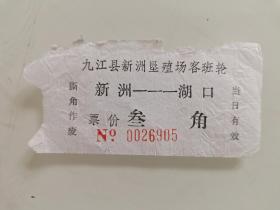 九江县新洲垦殖场客班轮
新洲——湖口
票价叁角
№ 0026905
撕角作废
当日有效